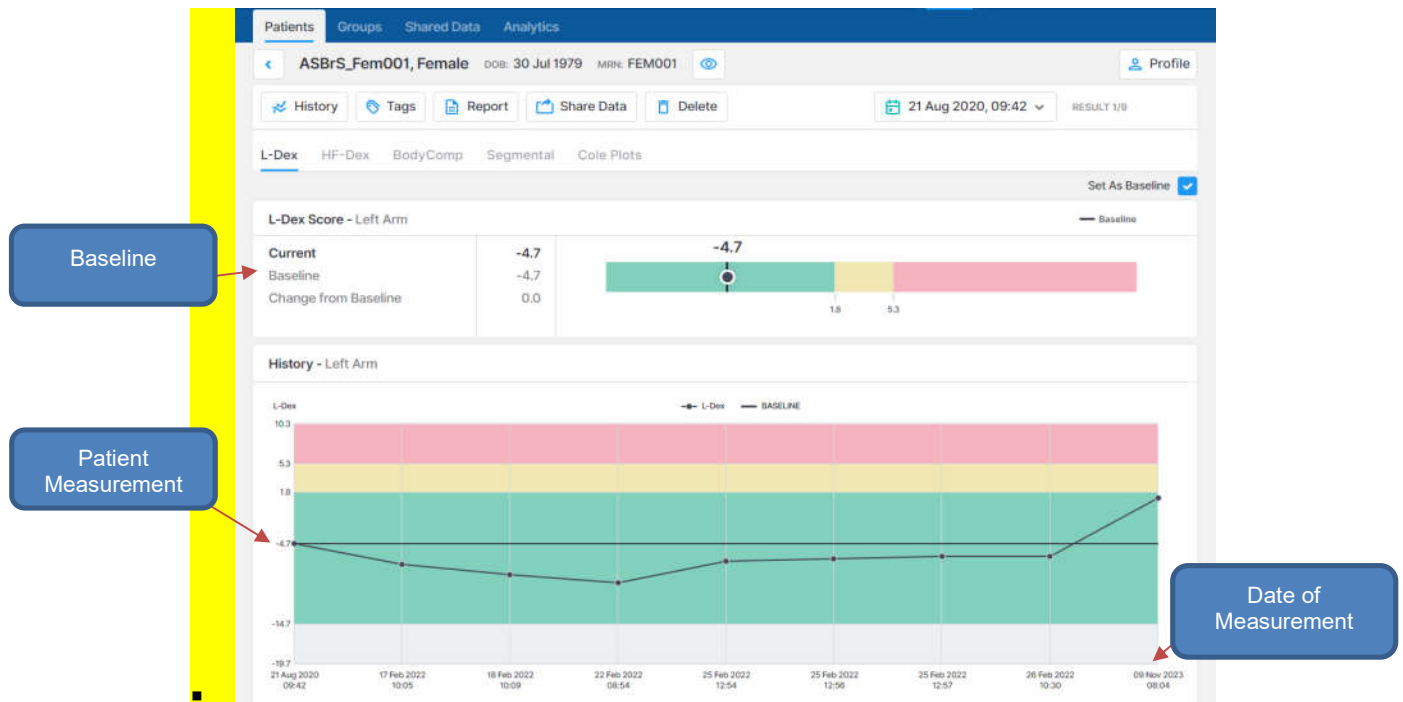 Patients Groups Shared Data Analytics
ASBrS_Fem001, Female DOB: 30 Jul 1979 MRN: FEM001
Profile
History Tags Report Share Data Delete
21 Aug 2020, 09:42 RESULT 1/9
L-Dex HF-Dex BodyComp Segmental Cole Plots
Set As Baseline
L-Dex Score - Left Arm
Baseline
Current -4.7
Baseline -4.7
Change from Baseline 0.0
-4.7
1.8 5.3
Baseline
History - Left Arm
L-Dex
L-Dex BASELINE
10.3
5.3
1.8
-4.7
-14.7
-19.7
Patient
Measurement
Date of
Measurement
21 Aug 2020 17 Feb 2022 18 Feb 2022 22 Feb 2022 25 Feb 2022 25 Feb 2022 25 Feb 2022 26 Feb 2022 09 Nov 2023
09:42 10:05 10:09 08:54 12:54 12:56 12:57 10:30 08:04